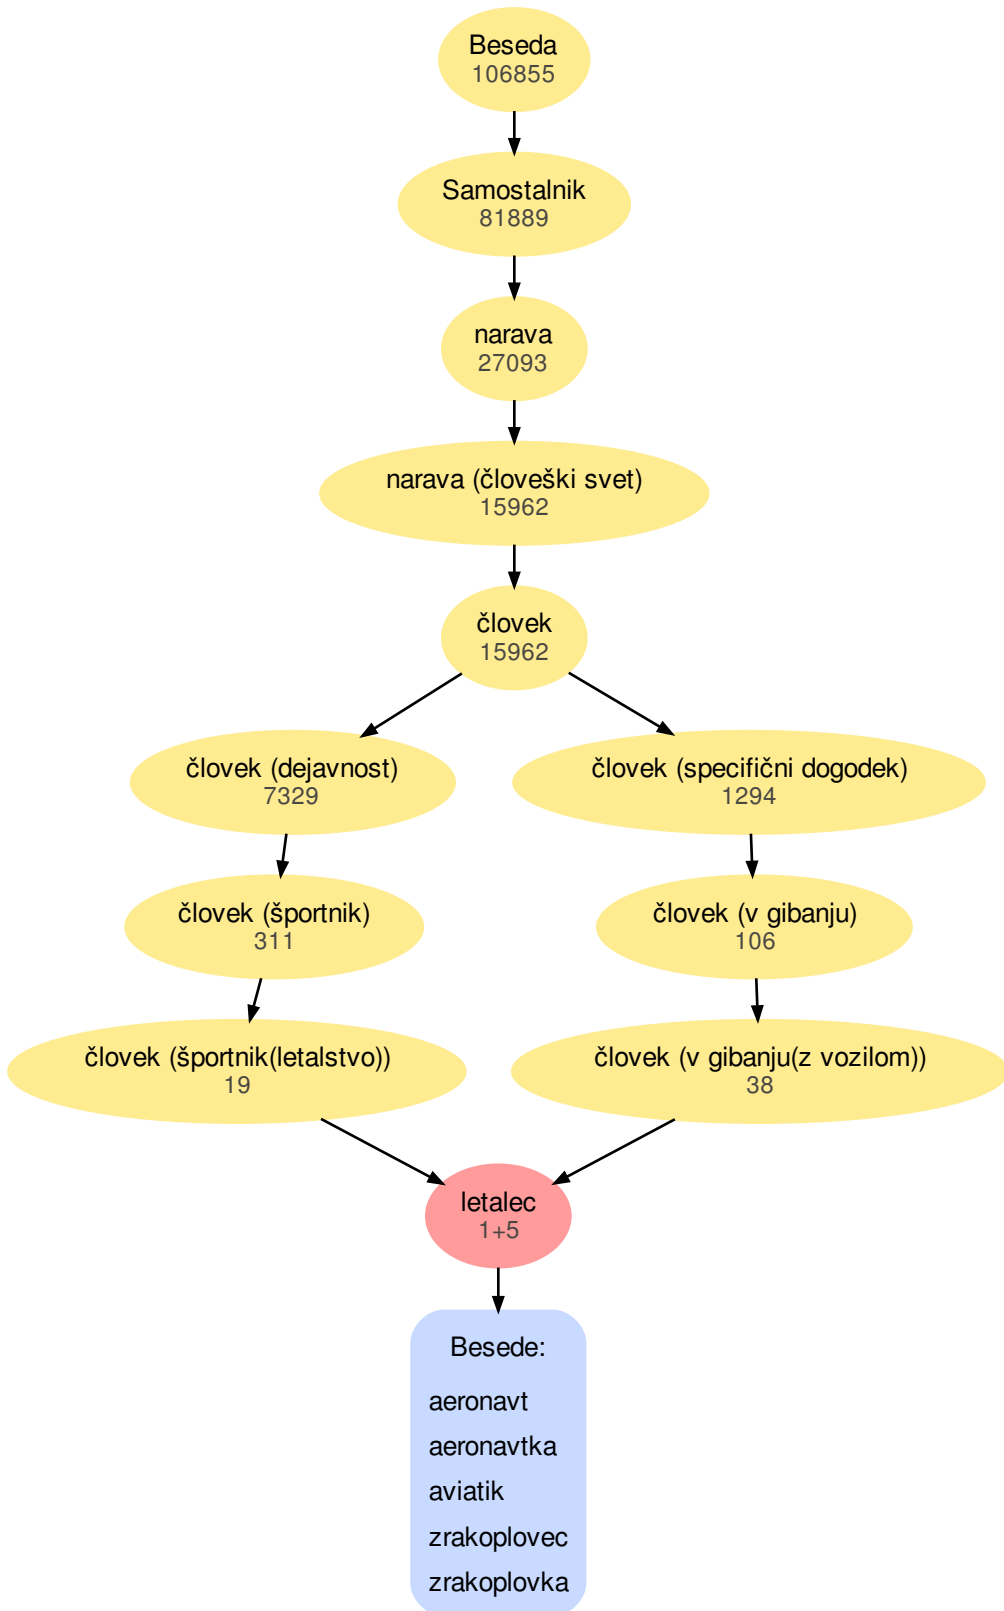 Beseda
106855
Samostalnik
81889
narava
27093
narava (človeški svet)
15962
človek
15962
človek (dejavnost)
7329
človek (specifični dogodek)
1294
človek (športnik)
311
človek (v gibanju)
106
človek (športnik(letalstvo))
19
človek (v gibanju(z vozilom))
38
letalec
1+5
Besede:
aeronavt
aeronavtka
aviatik
zrakoplovec
zrakoplovka